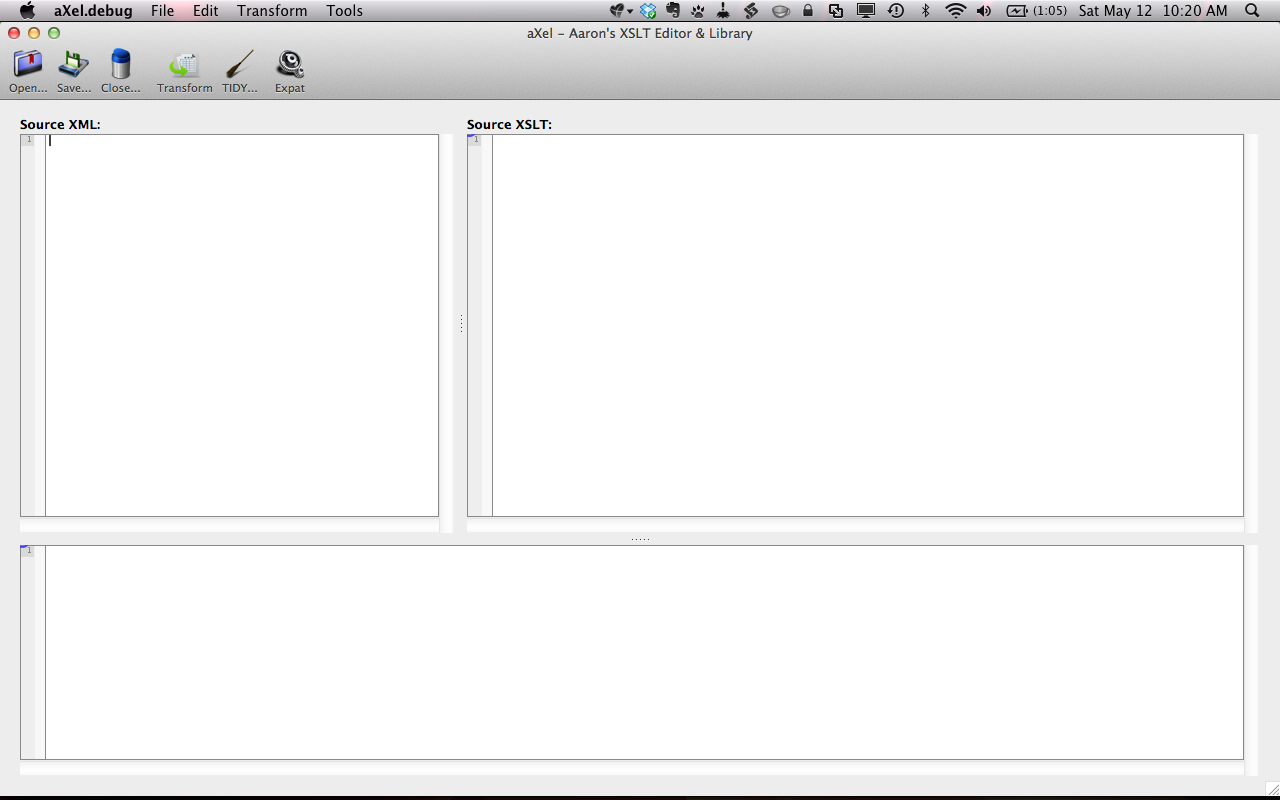 aXel.debug File Edit Transform Tools (1:05) Sat May 12 10:20 AM
aXel – Aaron's XSLT Editor & Library
Open... Save... Close... Transform TIDY... Expat
Source XML: Source XSLT:
1 1
1